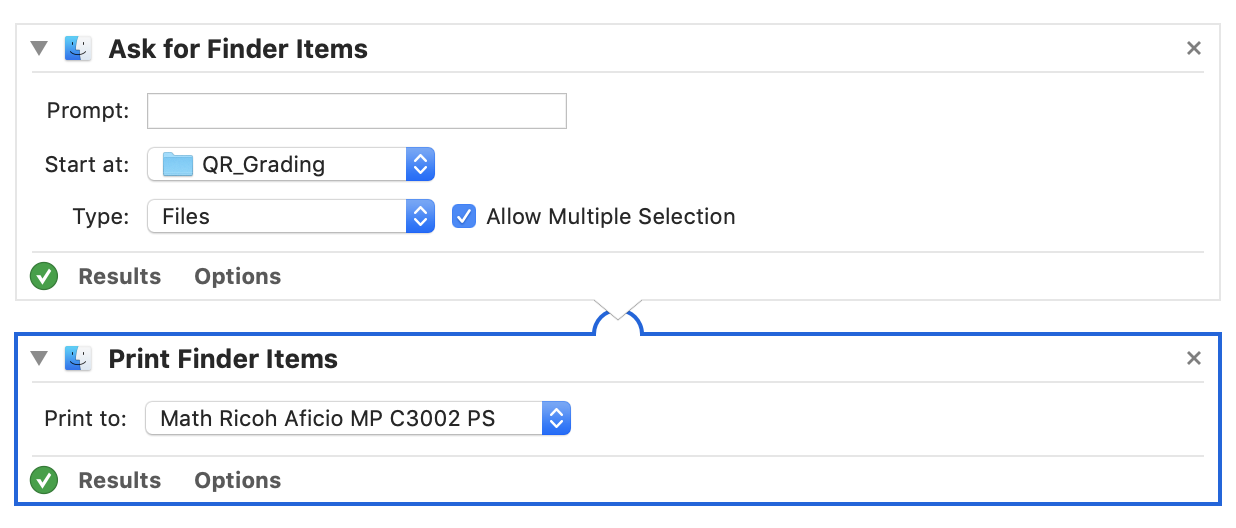 Ask for Finder Items
Prompt:
Start at: QR_Grading
Type: Files Allow Multiple Selection
Results Options
Print Finder Items
Print to: Math Ricoh Aficio MP C3002 PS
Results Options